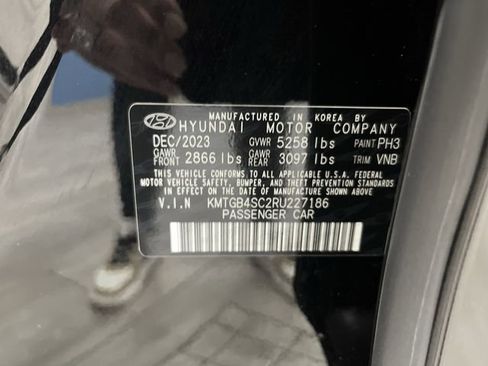 MANUFACTURED IN KOREA BY
HYUNDAI MOTOR COMPANY
DEC/2023 GVWR 5258 lbs PAINT PH3
GAWR FRONT 2866 lbs GAWR REAR 3097 lbs TRIM VNB
THIS VEHICLE CONFORMS TO ALL APPLICABLE U.S.A. FEDERAL
MOTOR VEHICLE SAFETY, BUMPER, AND THEFT PREVENTION STANDARDS
IN EFFECT ON THE DATE OF MANUFACTURE SHOWN ABOVE
V.I.N KMTGB4SC2RU227186
PASSENGER CAR